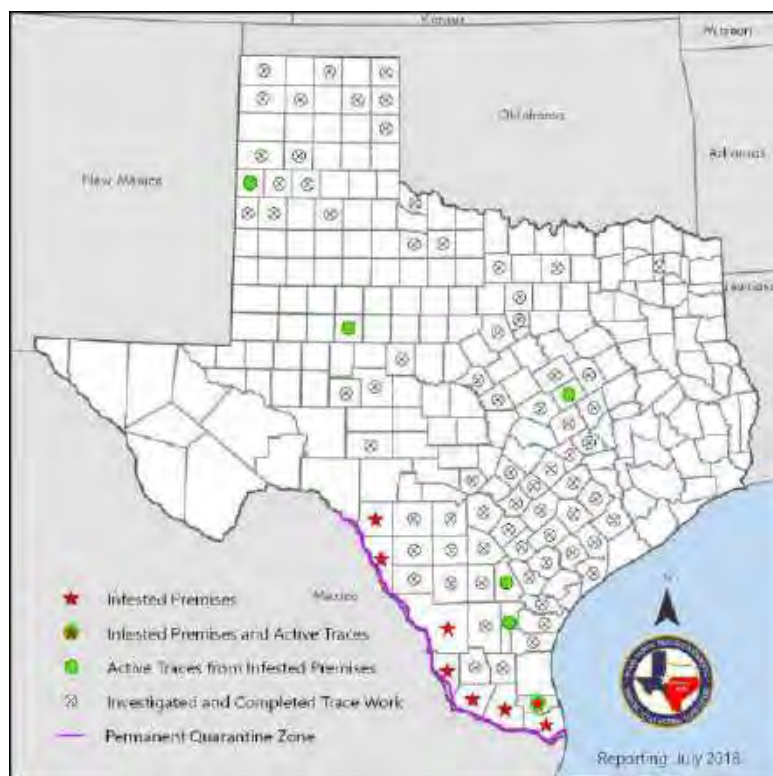 Kansas
Missouri
Oklahoma
Arkansas
New Mexico
Louisiana
Mexico
Infested Premises
Infested Premises and Active Traces
Active Traces from Infested Premises
Investigated and Completed Trace Work
Permanent Quarantine Zone
N
Reporting July 2018